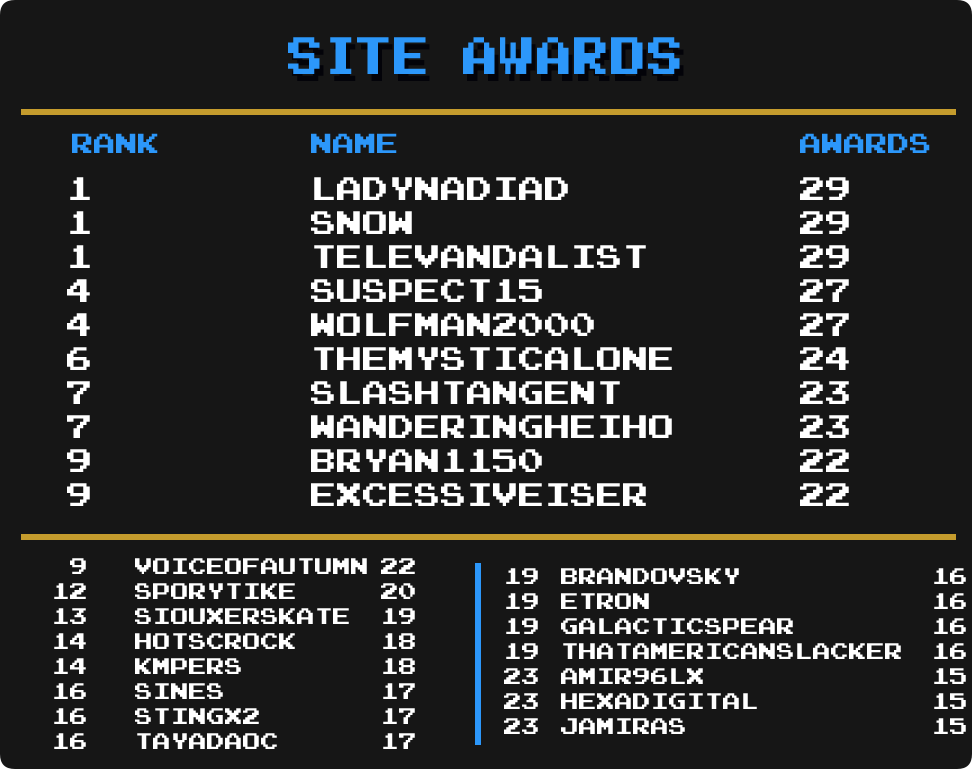 SITE AWARDS
RANK NAME AWARDS
1 LADYNADIAD 29
1 SNOW 29
1 TELEVANDALIST 29
4 SUSPECT15 27
4 WOLFMAN2000 27
6 THEMYSTICALONE 24
7 SLASHTANGENT 23
7 WANDERINGHEIHO 23
9 BRYAN1150 22
9 EXCESSIVEISER 22
9 VOICEOFAUTUMN 22
12 SPORYTIKE 20
13 SIOUXERSKATE 19
14 HOTSCROCK 18
14 KMPERS 18
16 SINES 17
16 STINGX2 17
16 TAYADAOC 17
19 BRANDOVSKY 16
19 ETRON 16
19 GALACTICSPEAR 16
19 THATAMERICANSLACKER 16
23 AMIR96LX 15
23 HEXADIGITAL 15
23 JAMIRAS 15